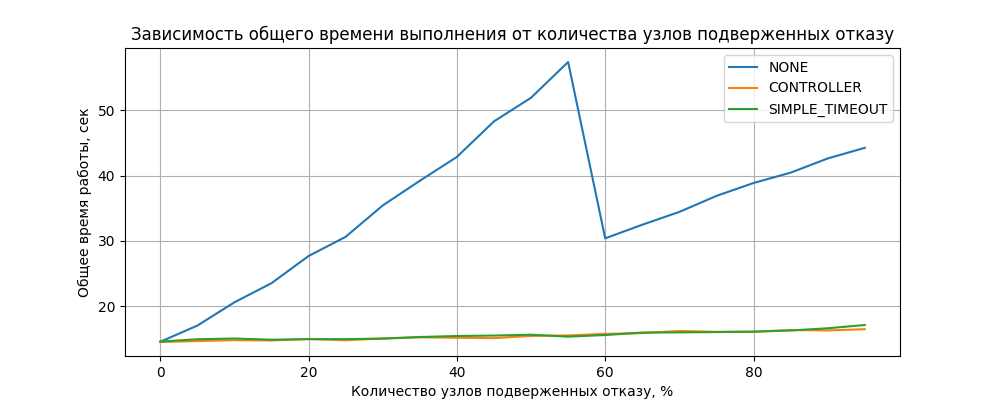 Зависимость общего времени выполнения от количества узлов подверженных отказу
NONE
CONTROLLER
SIMPLE_TIMEOUT
Общее время работы, сек
50
40
30
20
0
20
40
60
80
Количество узлов подверженных отказу, %